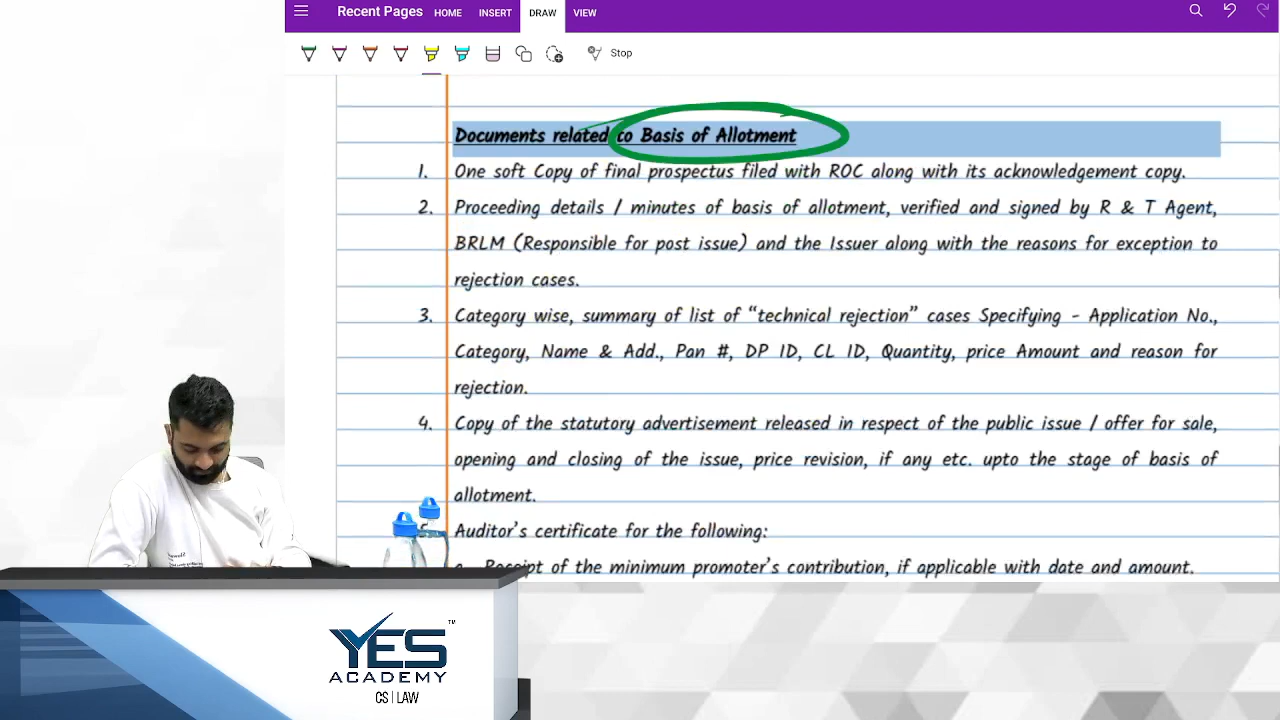 Recent Pages HOME INSERT DRAW VIEW
Stop
Documents related to Basis of Allotment
1. One soft Copy of final prospectus filed with ROC along with its acknowledgement copy.
2. Proceeding details / minutes of basis of allotment, verified and signed by R & T Agent,
BRLM (Responsible for post issue) and the Issuer along with the reasons for exception to
rejection cases.
3. Category wise, summary of list of “technical rejection” cases Specifying - Application No.,
Category, Name & Add., Pan #, DP ID, CL ID, Quantity, price Amount and reason for
rejection.
4. Copy of the statutory advertisement released in respect of the public issue / offer for sale,
opening and closing of the issue, price revision, if any etc. upto the stage of basis of
allotment.
Auditor's certificate for the following:
Receipt of the minimum promoter's contribution, if applicable with date and amount.
YES ™
ACADEMY
CS | LAW